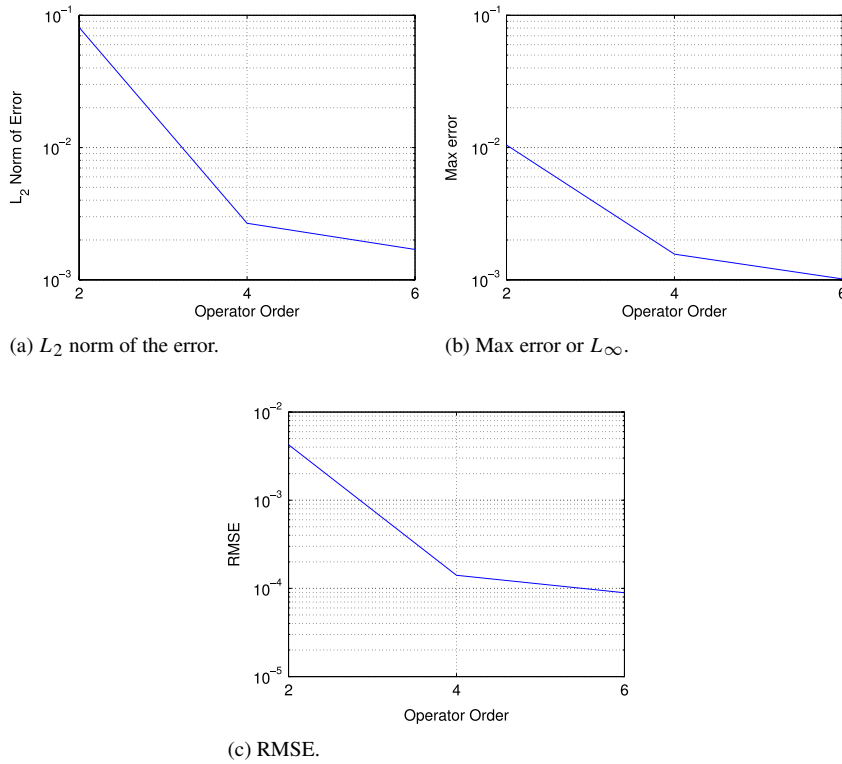 10⁻¹
10⁻²
10⁻³
L₂ Norm of Error
2 4 6
Operator Order
(a) L₂ norm of the error.
10⁻¹
10⁻²
10⁻³
Max error
2 4 6
Operator Order
(b) Max error or L∞.
10⁻²
10⁻³
10⁻⁴
10⁻⁵
RMSE
2 4 6
Operator Order
(c) RMSE.